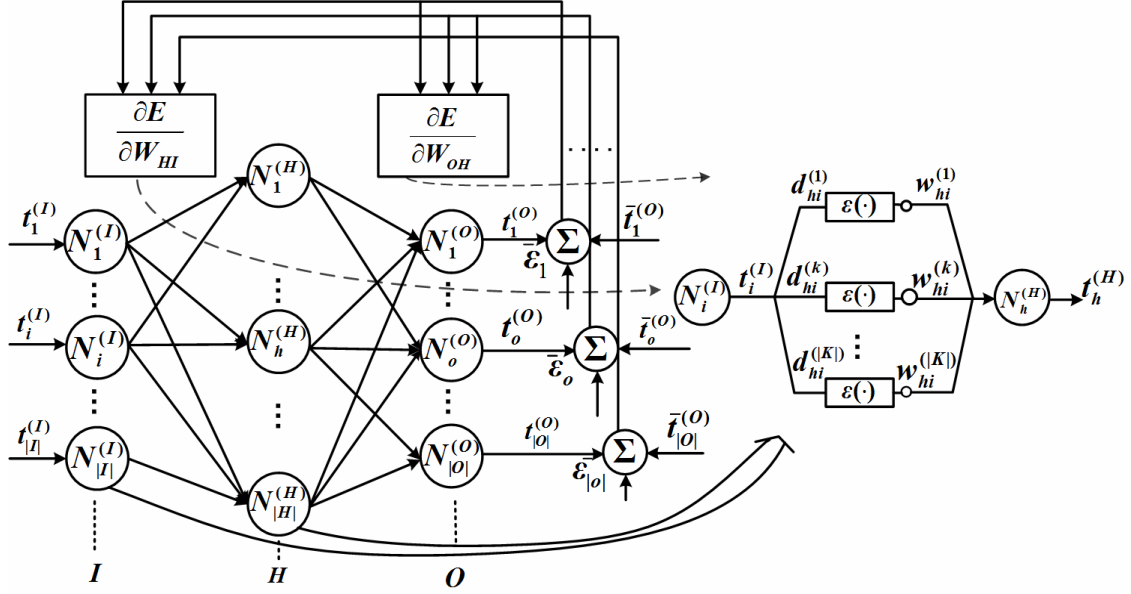 ∂E
∂W_HI
∂E
∂W_OH
....
N_1^(H)
t_1^(I)
N_1^(I)
N_1^(O)
t_1^(O)
ε̄_1
Σ
t̄_1^(O)
t_i^(I)
N_i^(I)
N_h^(H)
N_o^(O)
t_o^(O)
ε̄_o
Σ
t̄_o^(O)
t_|I|^(I)
N_|I|^(I)
N_|H|^(H)
N_|O|^(O)
t_|O|^(O)
ε̄_|o|
Σ
t̄_|O|^(O)
I
H
O
d_hi^(1)
ε(·)
w_hi^(1)
N_i^(I)
t_i^(I)
d_hi^(k)
ε(·)
w_hi^(k)
N_h^(H)
t_h^(H)
d_hi^(|K|)
ε(·)
w_hi^(|K|)